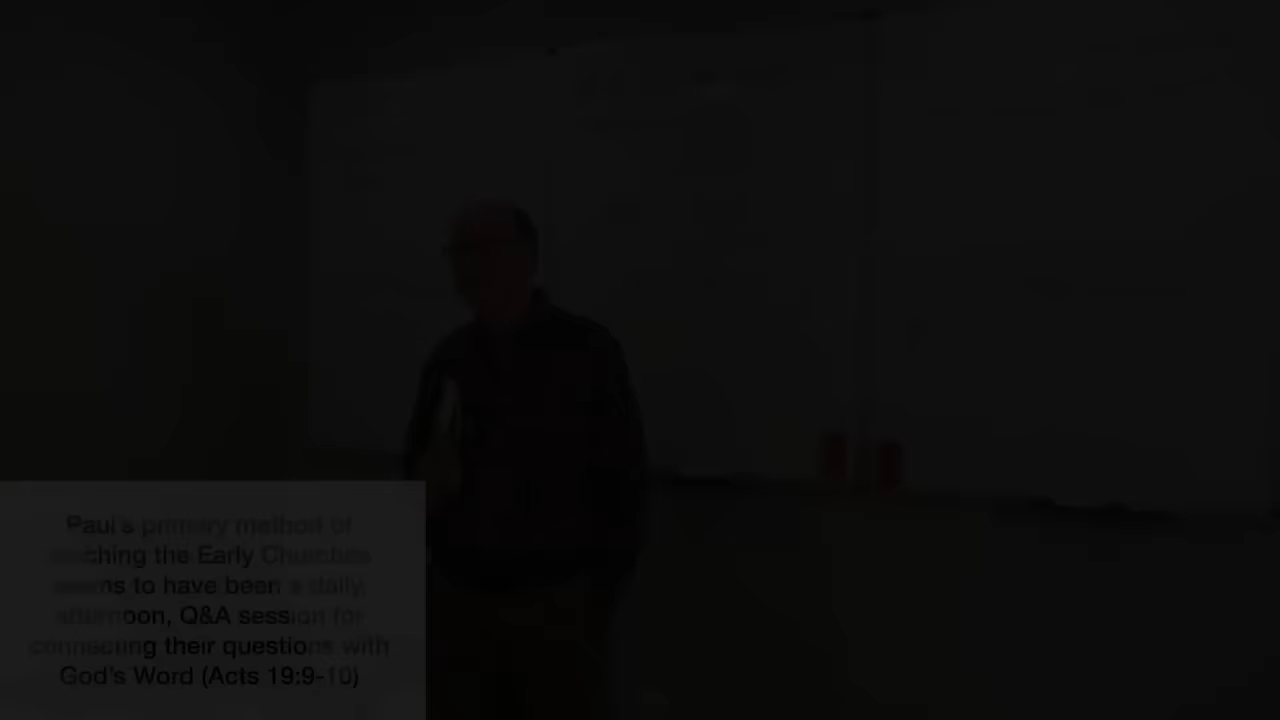 Paul's primary method of
teaching the Early Churches
seems to have been a daily,
afternoon, Q&A session for
connecting their questions with
God's Word (Acts 19:9-10)